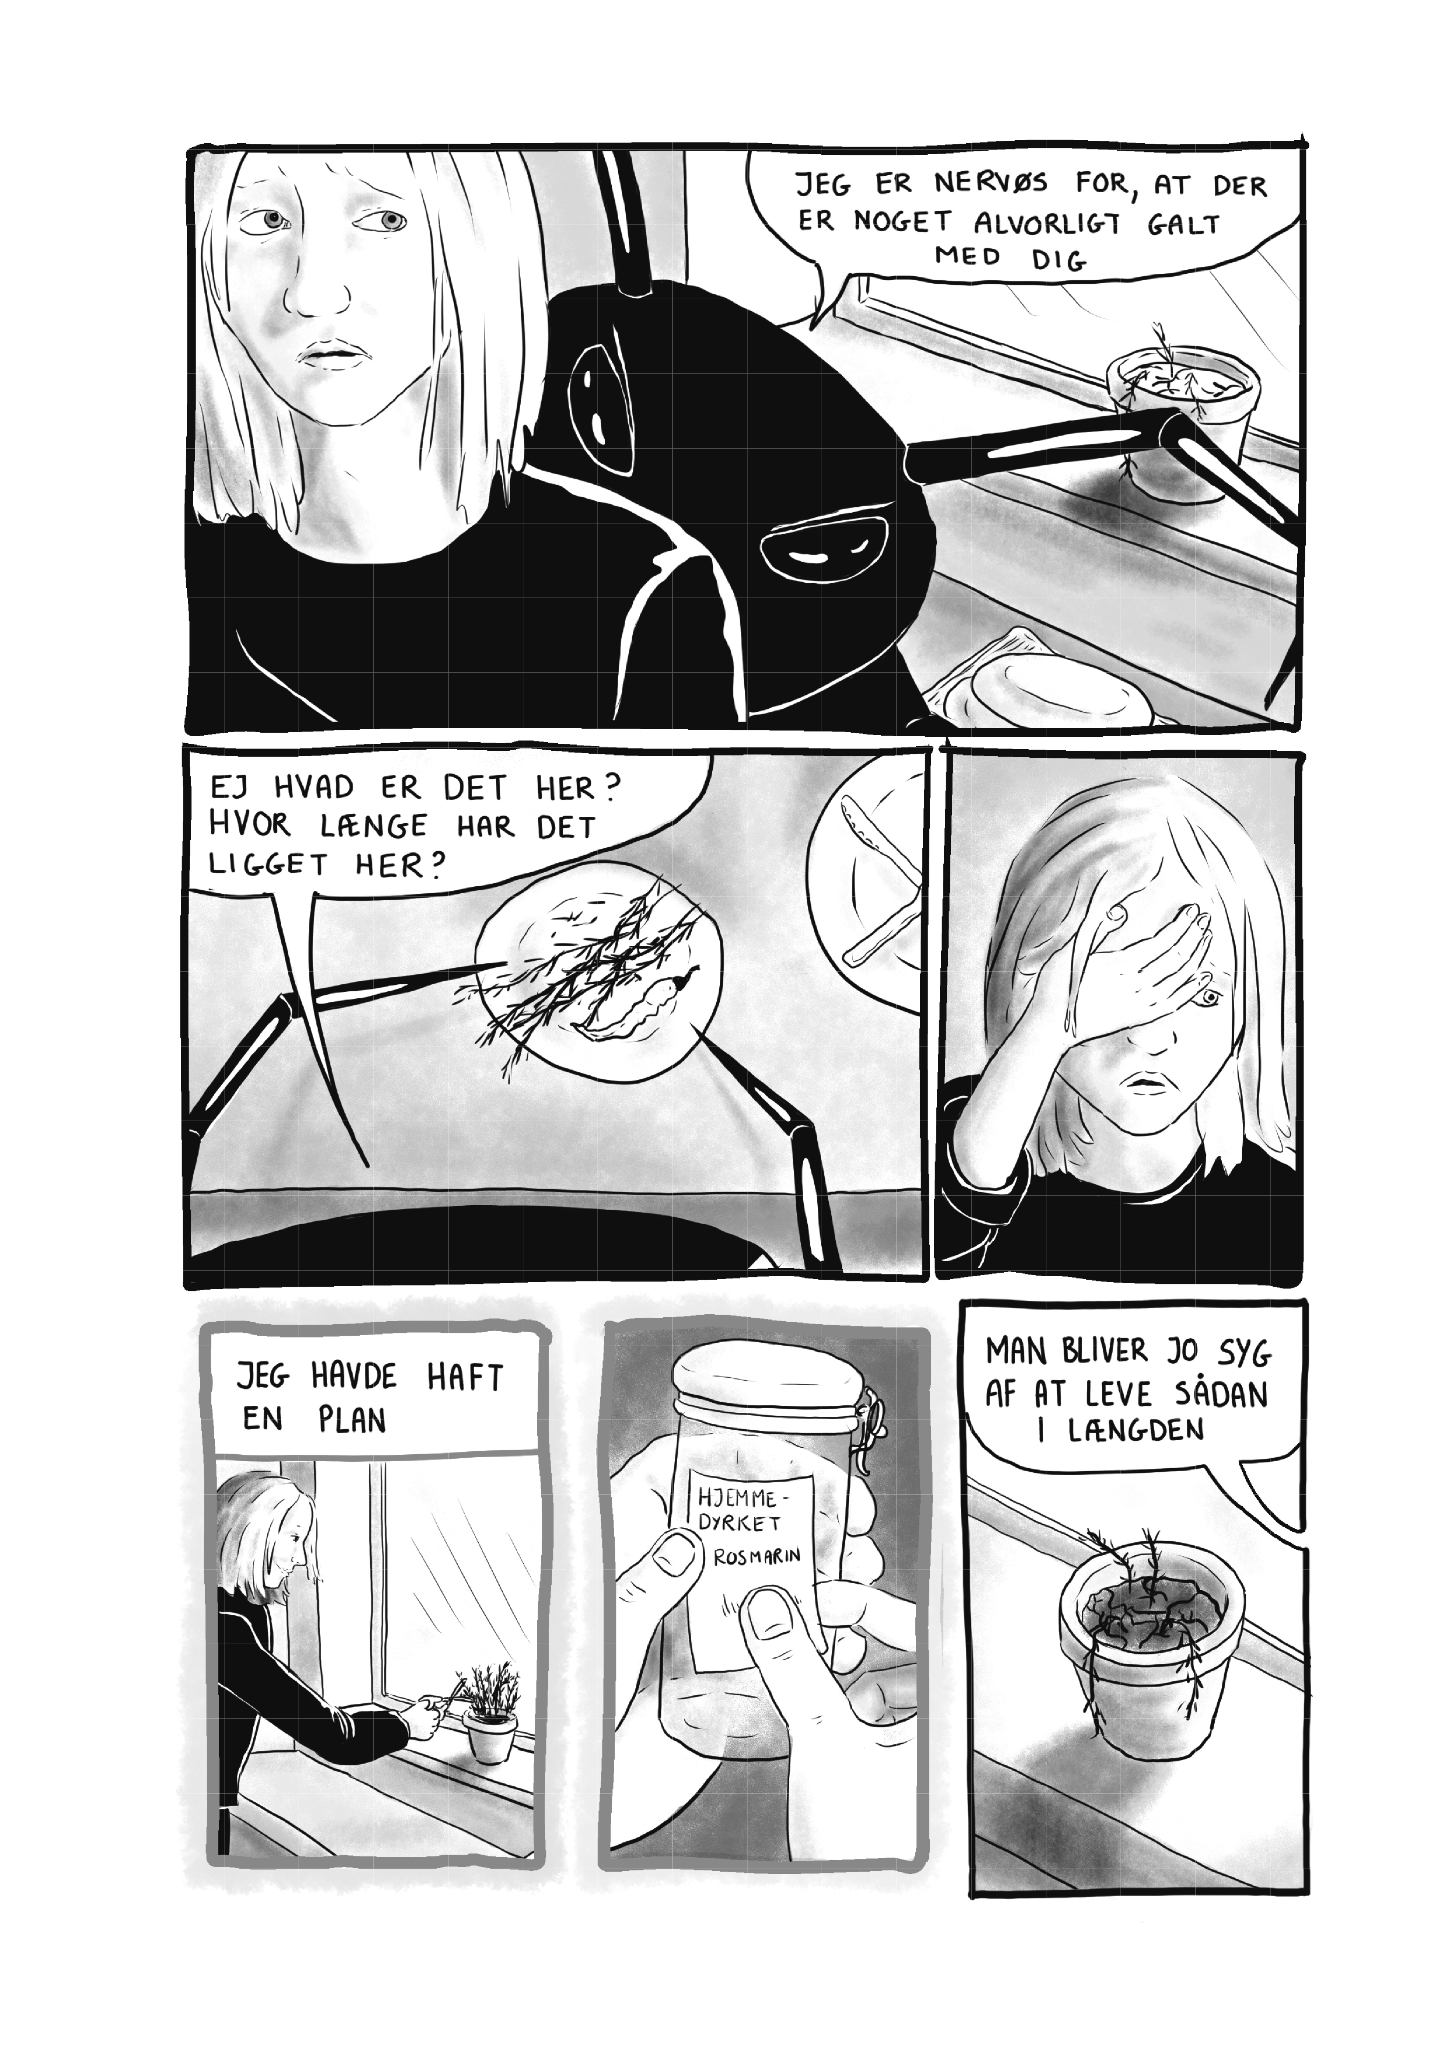 JEG ER NERVØS FOR, AT DER
ER NOGET ALVORLIGT GALT
MED DIG
EJ HVAD ER DET HER?
HVOR LÆNGE HAR DET
LIGGET HER?
JEG HAVDE HAFT
EN PLAN
HJEMME-
DYRKET
ROSMARIN
MAN BLIVER JO SYG
AF AT LEVE SÅDAN
I LÆNGDEN